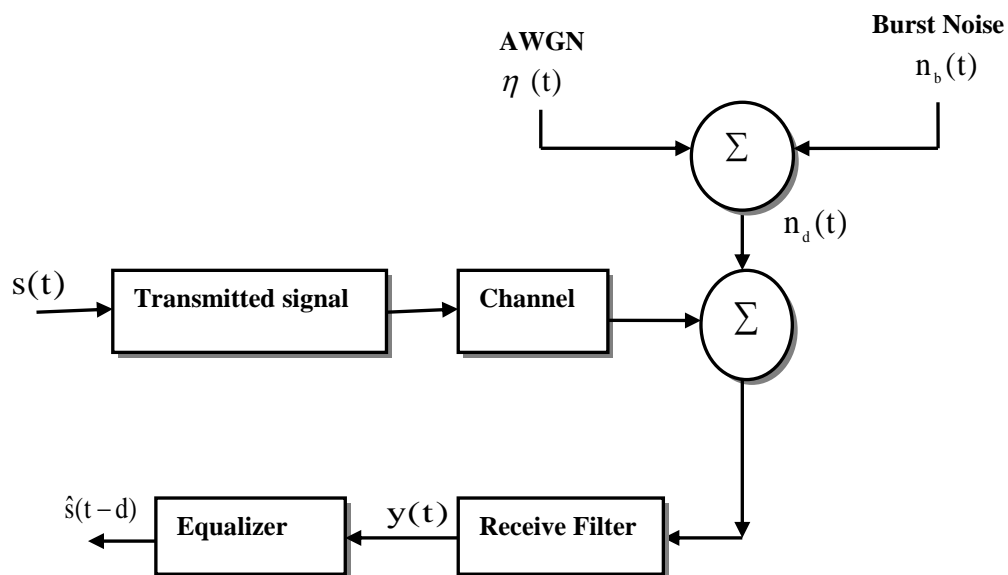 AWGN
η (t)
Burst Noise
n_b(t)
Σ
n_d(t)
s(t)
Transmitted signal
Channel
Σ
ŝ(t−d)
Equalizer
y(t)
Receive Filter